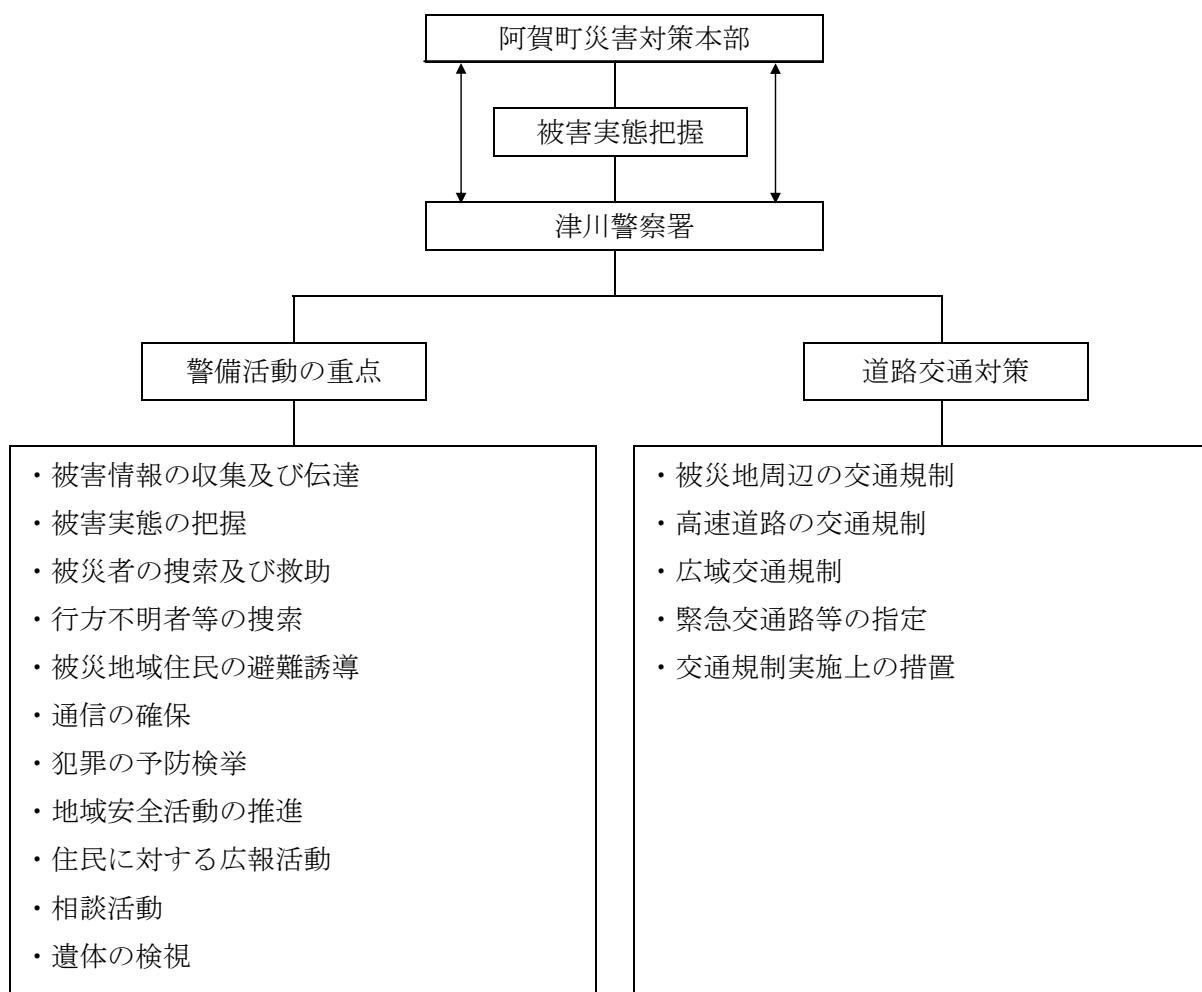 阿賀町災害対策本部
被害実態把握
津川警察署
警備活動の重点
・被害情報の収集及び伝達
・被害実態の把握
・被災者の捜索及び救助
・行方不明者等の捜索
・被災地域住民の避難誘導
・通信の確保
・犯罪の予防検挙
・地域安全活動の推進
・住民に対する広報活動
・相談活動
・遺体の検視
道路交通対策
・被災地周辺の交通規制
・高速道路の交通規制
・広域交通規制
・緊急交通路等の指定
・交通規制実施上の措置